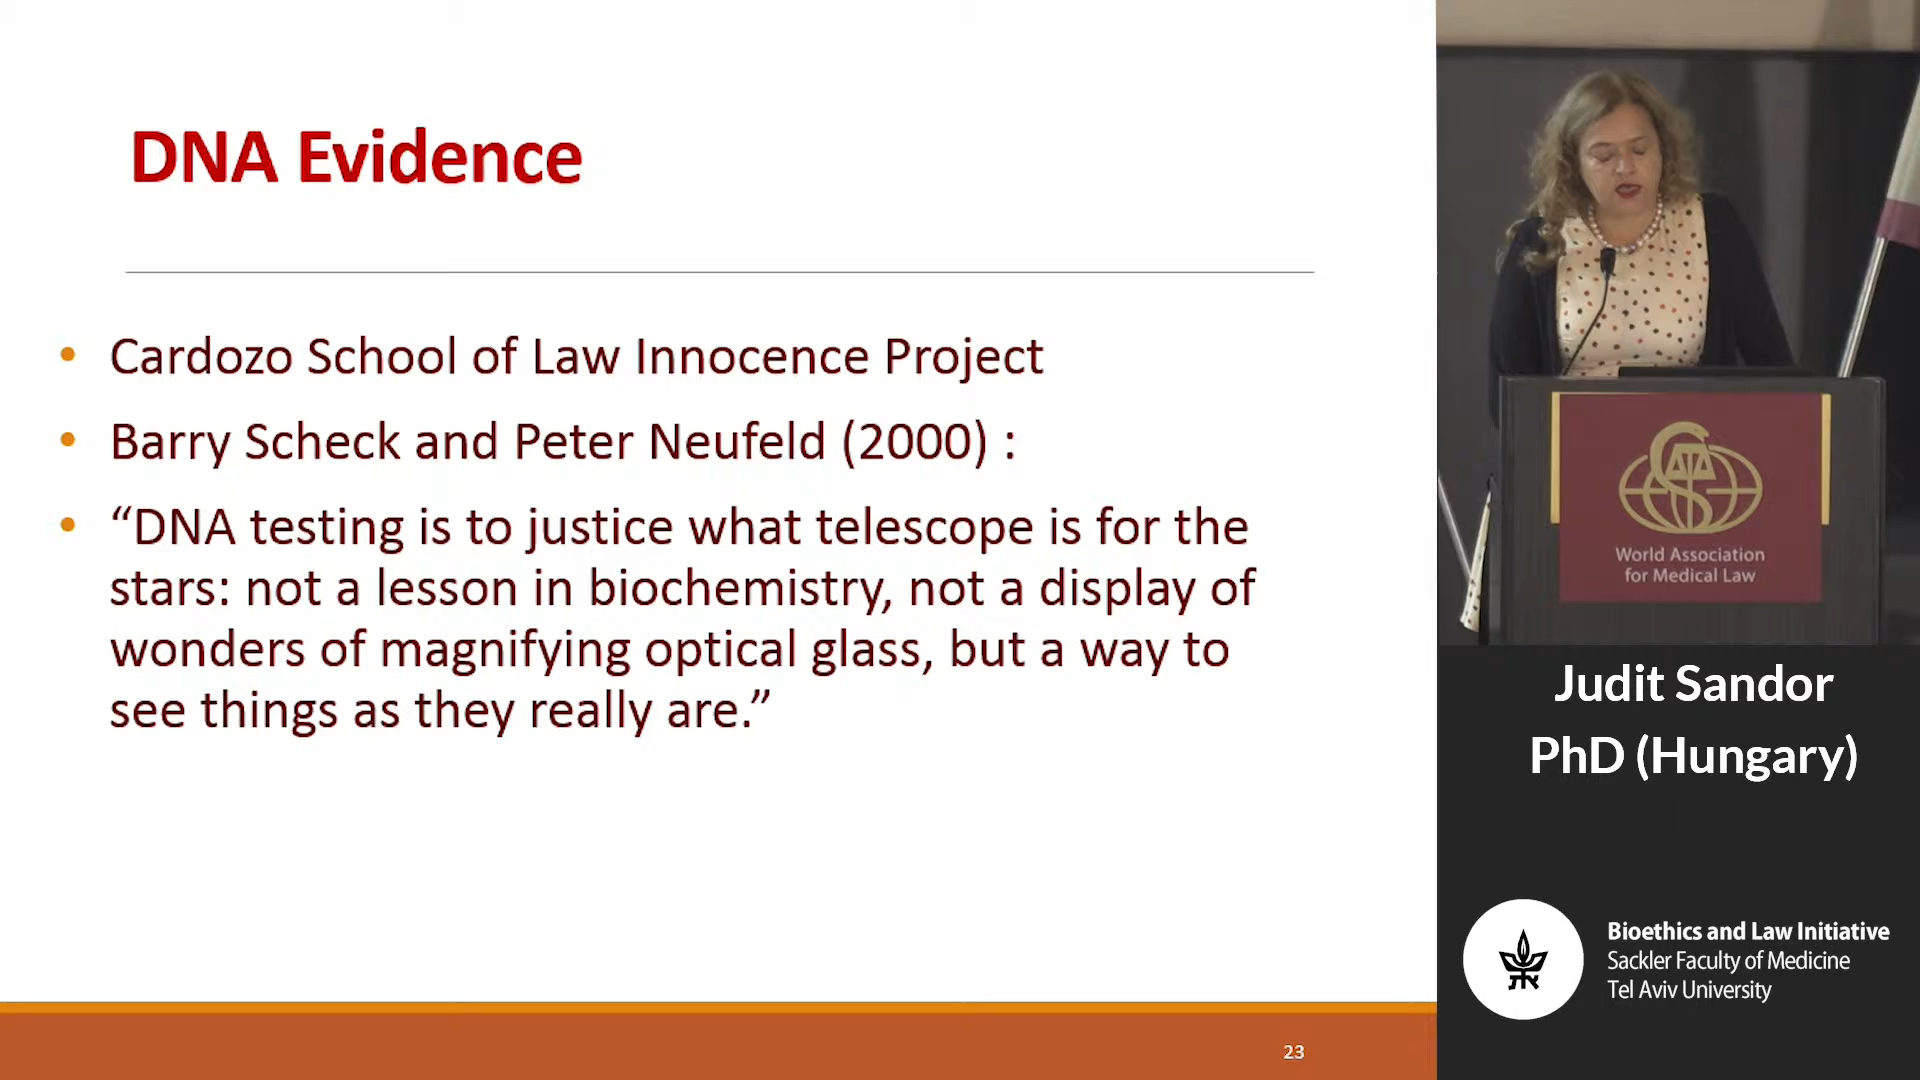 DNA Evidence
• Cardozo School of Law Innocence Project
• Barry Scheck and Peter Neufeld (2000) :
• “DNA testing is to justice what telescope is for the
stars: not a lesson in biochemistry, not a display of
wonders of magnifying optical glass, but a way to
see things as they really are.”
23
World Association
for Medical Law
Judit Sandor
PhD (Hungary)
Bioethics and Law Initiative
Sackler Faculty of Medicine
Tel Aviv University